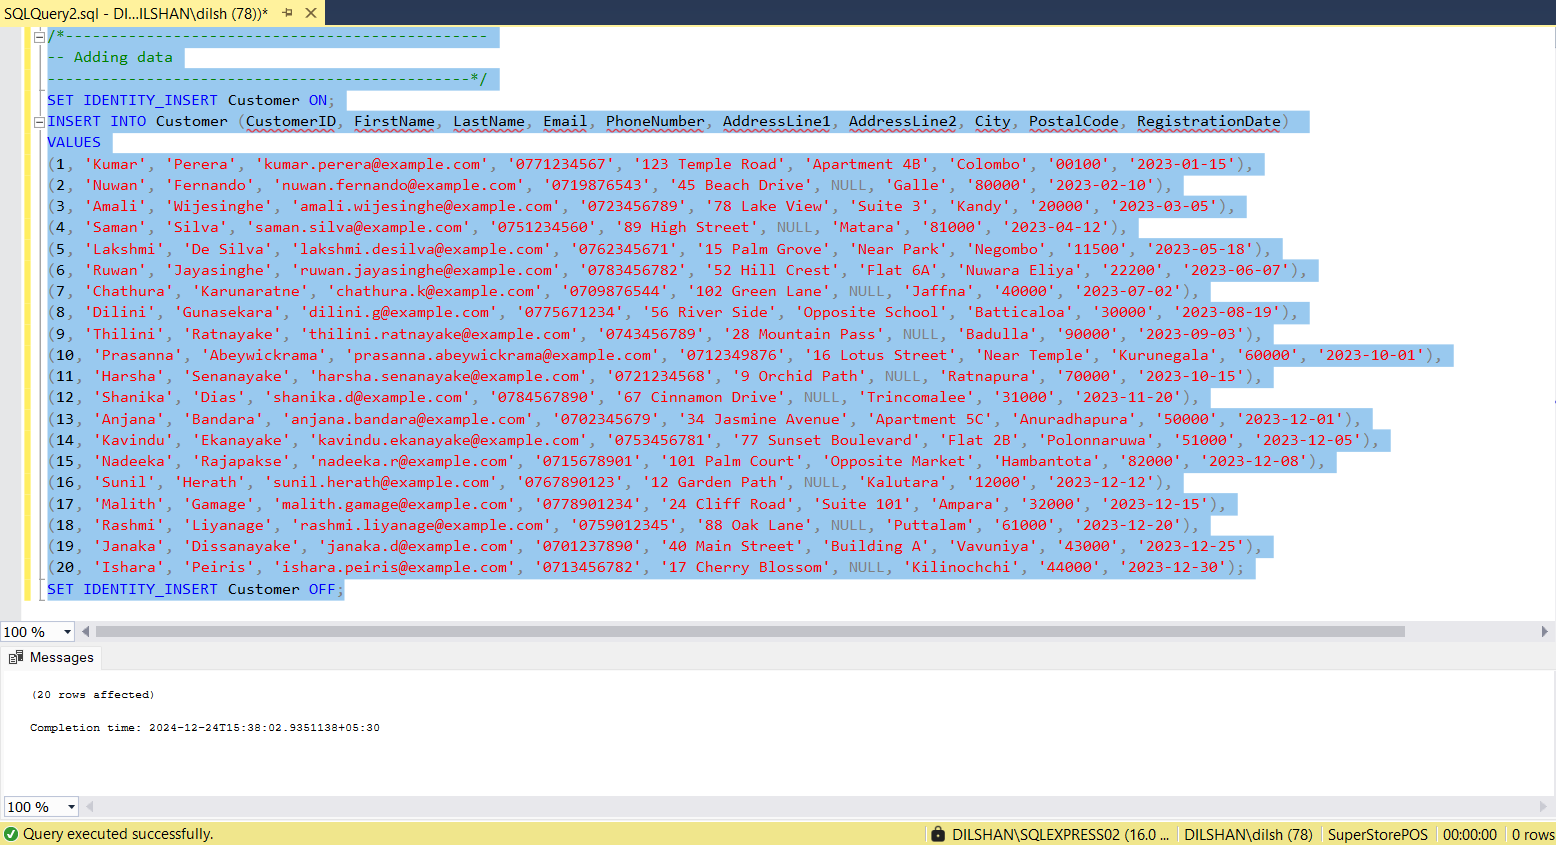 SQLQuery2.sql - DI...ILSHAN\dilsh (78))*
/*-----------------------------------------------
-- Adding data
-----------------------------------------------*/
SET IDENTITY_INSERT Customer ON;
INSERT INTO Customer (CustomerID, FirstName, LastName, Email, PhoneNumber, AddressLine1, AddressLine2, City, PostalCode, RegistrationDate)
VALUES
(1, 'Kumar', 'Perera', 'kumar.perera@example.com', '0771234567', '123 Temple Road', 'Apartment 4B', 'Colombo', '00100', '2023-01-15'),
(2, 'Nuwan', 'Fernando', 'nuwan.fernando@example.com', '0719876543', '45 Beach Drive', NULL, 'Galle', '80000', '2023-02-10'),
(3, 'Amali', 'Wijesinghe', 'amali.wijesinghe@example.com', '0723456789', '78 Lake View', 'Suite 3', 'Kandy', '20000', '2023-03-05'),
(4, 'Saman', 'Silva', 'saman.silva@example.com', '0751234560', '89 High Street', NULL, 'Matara', '81000', '2023-04-12'),
(5, 'Lakshmi', 'De Silva', 'lakshmi.desilva@example.com', '0762345671', '15 Palm Grove', 'Near Park', 'Negombo', '11500', '2023-05-18'),
(6, 'Ruwan', 'Jayasinghe', 'ruwan.jayasinghe@example.com', '0783456782', '52 Hill Crest', 'Flat 6A', 'Nuwara Eliya', '22200', '2023-06-07'),
(7, 'Chathura', 'Karunaratne', 'chathura.k@example.com', '0709876544', '102 Green Lane', NULL, 'Jaffna', '40000', '2023-07-02'),
(8, 'Dilini', 'Gunasekara', 'dilini.g@example.com', '0775671234', '56 River Side', 'Opposite School', 'Batticaloa', '30000', '2023-08-19'),
(9, 'Thilini', 'Ratnayake', 'thilini.ratnayake@example.com', '0743456789', '28 Mountain Pass', NULL, 'Badulla', '90000', '2023-09-03'),
(10, 'Prasanna', 'Abeywickrama', 'prasanna.abeywickrama@example.com', '0712349876', '16 Lotus Street', 'Near Temple', 'Kurunegala', '60000', '2023-10-01'),
(11, 'Harsha', 'Senanayake', 'harsha.senanayake@example.com', '0721234568', '9 Orchid Path', NULL, 'Ratnapura', '70000', '2023-10-15'),
(12, 'Shanika', 'Dias', 'shanika.d@example.com', '0784567890', '67 Cinnamon Drive', NULL, 'Trincomalee', '31000', '2023-11-20'),
(13, 'Anjana', 'Bandara', 'anjana.bandara@example.com', '0702345679', '34 Jasmine Avenue', 'Apartment 5C', 'Anuradhapura', '50000', '2023-12-01'),
(14, 'Kavindu', 'Ekanayake', 'kavindu.ekanayake@example.com', '0753456781', '77 Sunset Boulevard', 'Flat 2B', 'Polonnaruwa', '51000', '2023-12-05'),
(15, 'Nadeeka', 'Rajapakse', 'nadeeka.r@example.com', '0715678901', '101 Palm Court', 'Opposite Market', 'Hambantota', '82000', '2023-12-08'),
(16, 'Sunil', 'Herath', 'sunil.herath@example.com', '0767890123', '12 Garden Path', NULL, 'Kalutara', '12000', '2023-12-12'),
(17, 'Malith', 'Gamage', 'malith.gamage@example.com', '0778901234', '24 Cliff Road', 'Suite 101', 'Ampara', '32000', '2023-12-15'),
(18, 'Rashmi', 'Liyanage', 'rashmi.liyanage@example.com', '0759012345', '88 Oak Lane', NULL, 'Puttalam', '61000', '2023-12-20'),
(19, 'Janaka', 'Dissanayake', 'janaka.d@example.com', '0701237890', '40 Main Street', 'Building A', 'Vavuniya', '43000', '2023-12-25'),
(20, 'Ishara', 'Peiris', 'ishara.peiris@example.com', '0713456782', '17 Cherry Blossom', NULL, 'Kilinochchi', '44000', '2023-12-30');
SET IDENTITY_INSERT Customer OFF;
100 %
Messages
(20 rows affected)
Completion time: 2024-12-24T15:38:02.9351138+05:30
100 %
Query executed successfully. DILSHAN\SQLEXPRESS02 (16.0 ... DILSHAN\dilsh (78) SuperStorePOS 00:00:00 0 rows